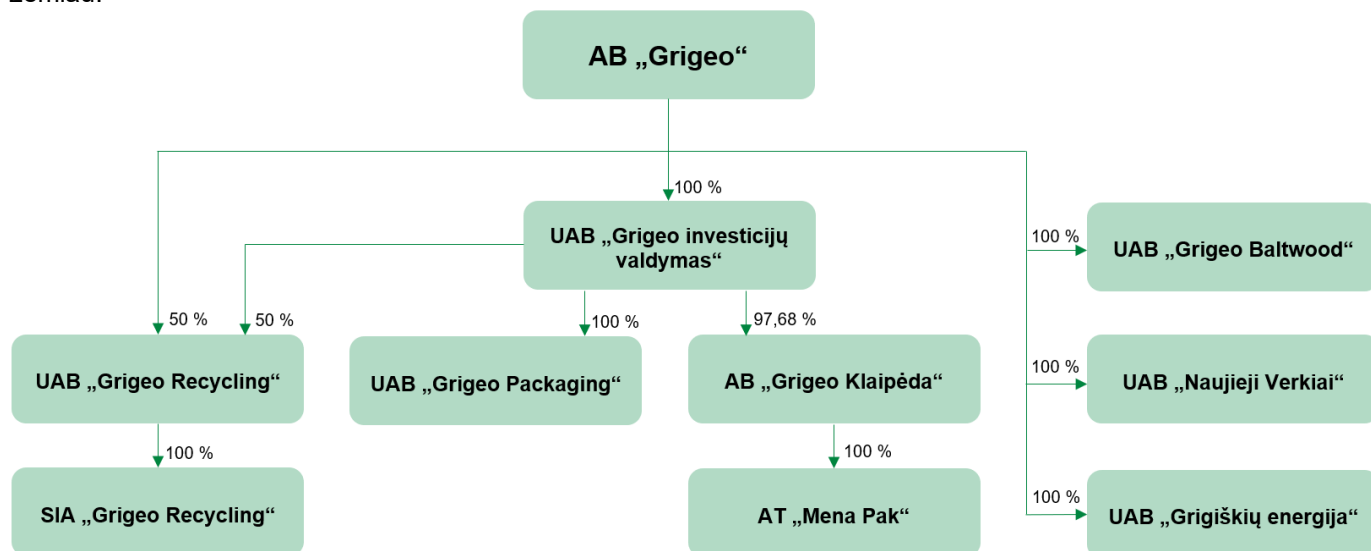 AB „Grigeo“
100 %
UAB „Grigeo investicijų
valdymas“
100 %
UAB „Grigeo Baltwood“
50 %
50 %
100 %
97,68 %
UAB „Grigeo Recycling“
UAB „Grigeo Packaging“
AB „Grigeo Klaipėda“
100 %
UAB „Naujieji Verkiai“
100 %
100 %
SIA „Grigeo Recycling“
AT „Mena Pak“
100 %
UAB „Grigiškių energija“